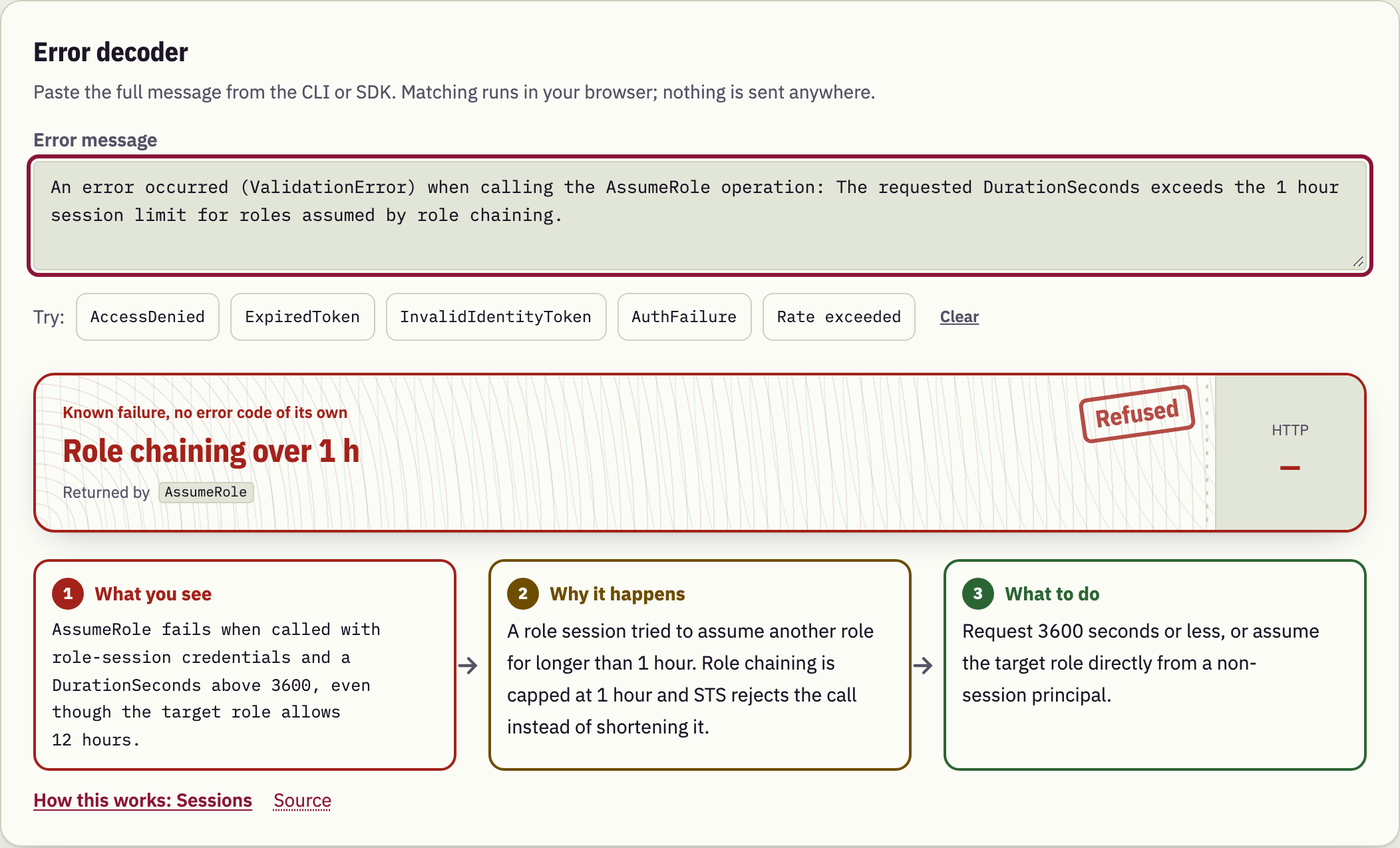 Error decoder
Paste the full message from the CLI or SDK. Matching runs in your browser; nothing is sent anywhere.
Error message
An error occurred (ValidationError) when calling the AssumeRole operation: The requested DurationSeconds exceeds the 1 hour
session limit for roles assumed by role chaining.
Try: AccessDenied ExpiredToken InvalidIdentityToken AuthFailure Rate exceeded Clear
Known failure, no error code of its own
Role chaining over 1 h
Returned by AssumeRole
Refused
HTTP
—
1 What you see
AssumeRole fails when called with
role-session credentials and a
DurationSeconds above 3600, even
though the target role allows
12 hours.
2 Why it happens
A role session tried to assume another role
for longer than 1 hour. Role chaining is
capped at 1 hour and STS rejects the call
instead of shortening it.
3 What to do
Request 3600 seconds or less, or assume
the target role directly from a non-
session principal.
How this works: Sessions Source